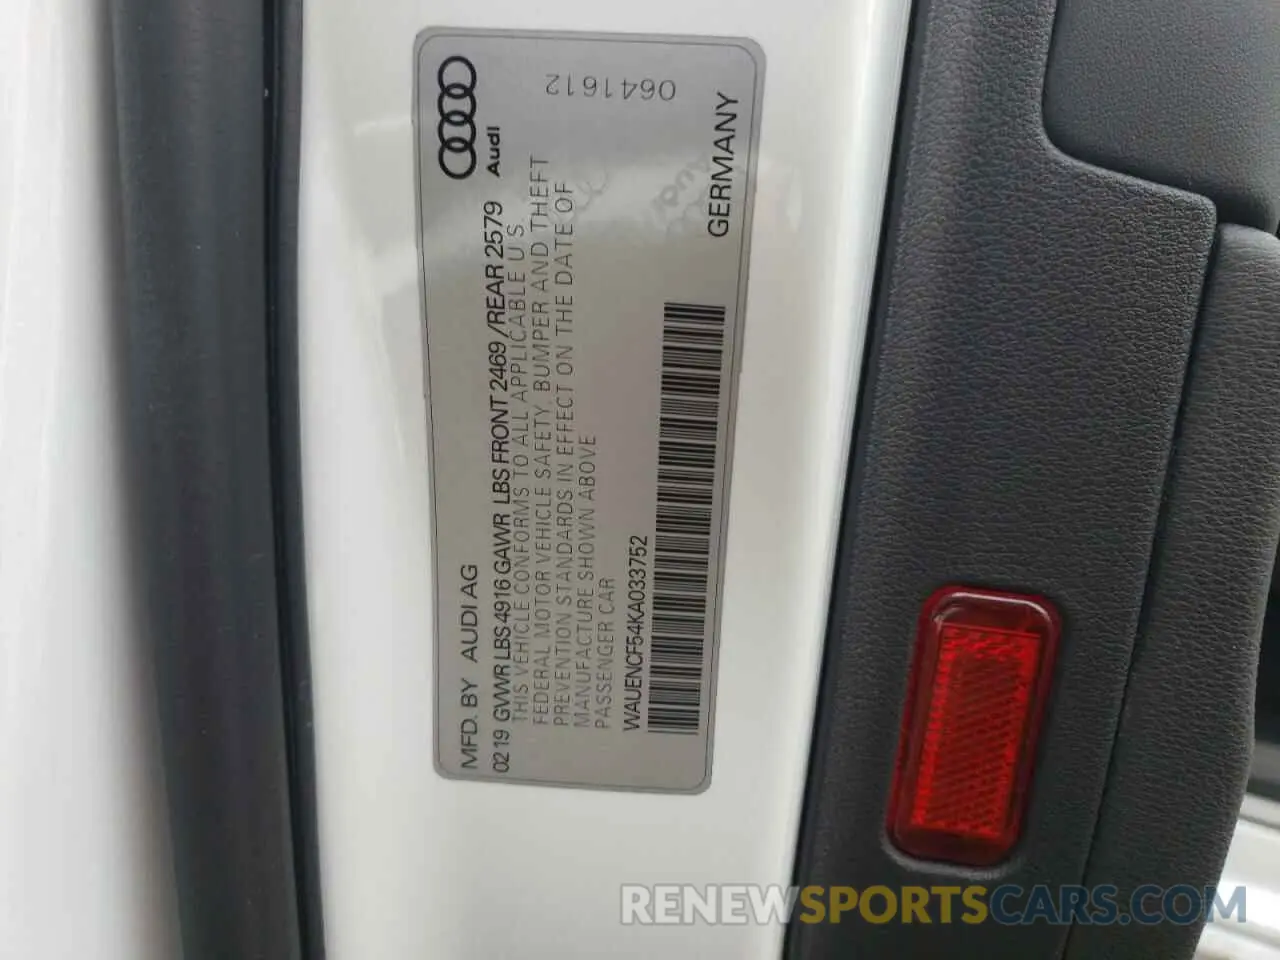 MFD. BY AUDI AG
Audi
0219 GVWR LBS 4916 GAWR LBS FRONT 2469/REAR 2579
THIS VEHICLE CONFORMS TO ALL APPLICABLE U S
FEDERAL MOTOR VEHICLE SAFETY, BUMPER AND THEFT
PREVENTION STANDARDS IN EFFECT ON THE DATE OF
MANUFACTURE SHOWN ABOVE
PASSENGER CAR
WAUENCF54KA033752
GERMANY
0641612
RENEWSPORTSCARS.COM